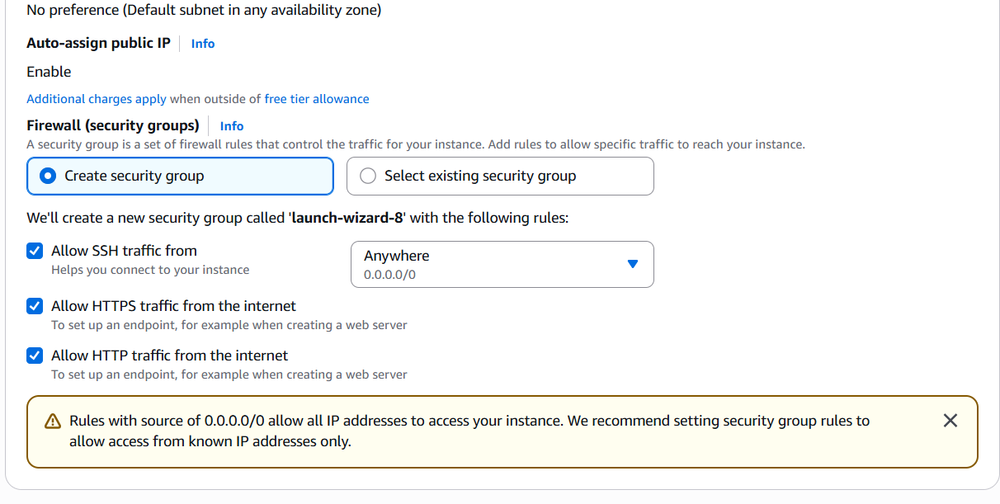 No preference (Default subnet in any availability zone)
Auto-assign public IP Info
Enable
Additional charges apply when outside of free tier allowance
Firewall (security groups) Info
A security group is a set of firewall rules that control the traffic for your instance. Add rules to allow specific traffic to reach your instance.
Create security group Select existing security group
We'll create a new security group called 'launch-wizard-8' with the following rules:
Allow SSH traffic from Anywhere
Helps you connect to your instance 0.0.0.0/0
Allow HTTPS traffic from the internet
To set up an endpoint, for example when creating a web server
Allow HTTP traffic from the internet
To set up an endpoint, for example when creating a web server
Rules with source of 0.0.0.0/0 allow all IP addresses to access your instance. We recommend setting security group rules to
allow access from known IP addresses only.